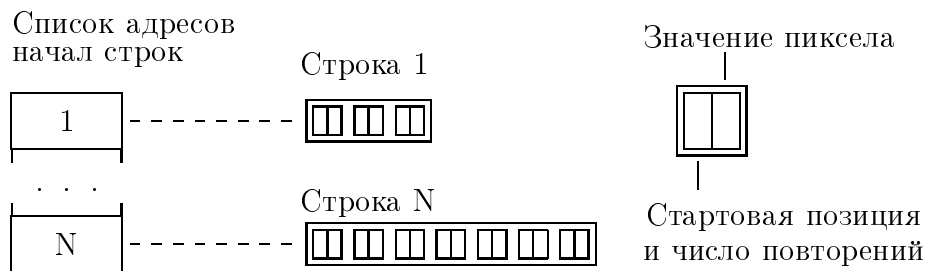 Список адресов
начал строк
Строка 1
1
. . .
Строка N
N
Значение пиксела
Стартовая позиция
и число повторений